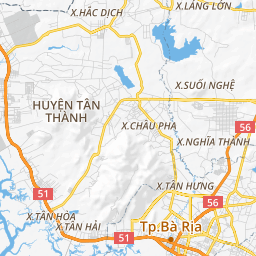 X.HẮC DỊCH
X.LÁNG LỚN
X.SUỐI NGHỆ
HUYỆN TÂN
THÀNH
X.CHÂU PHA
56
X.NGHĨA THÀNH
X.TÂN HƯNG
51
56
X.TÂN HÒA
X.TÂN HẢI
51
Tp.Bà Rịa